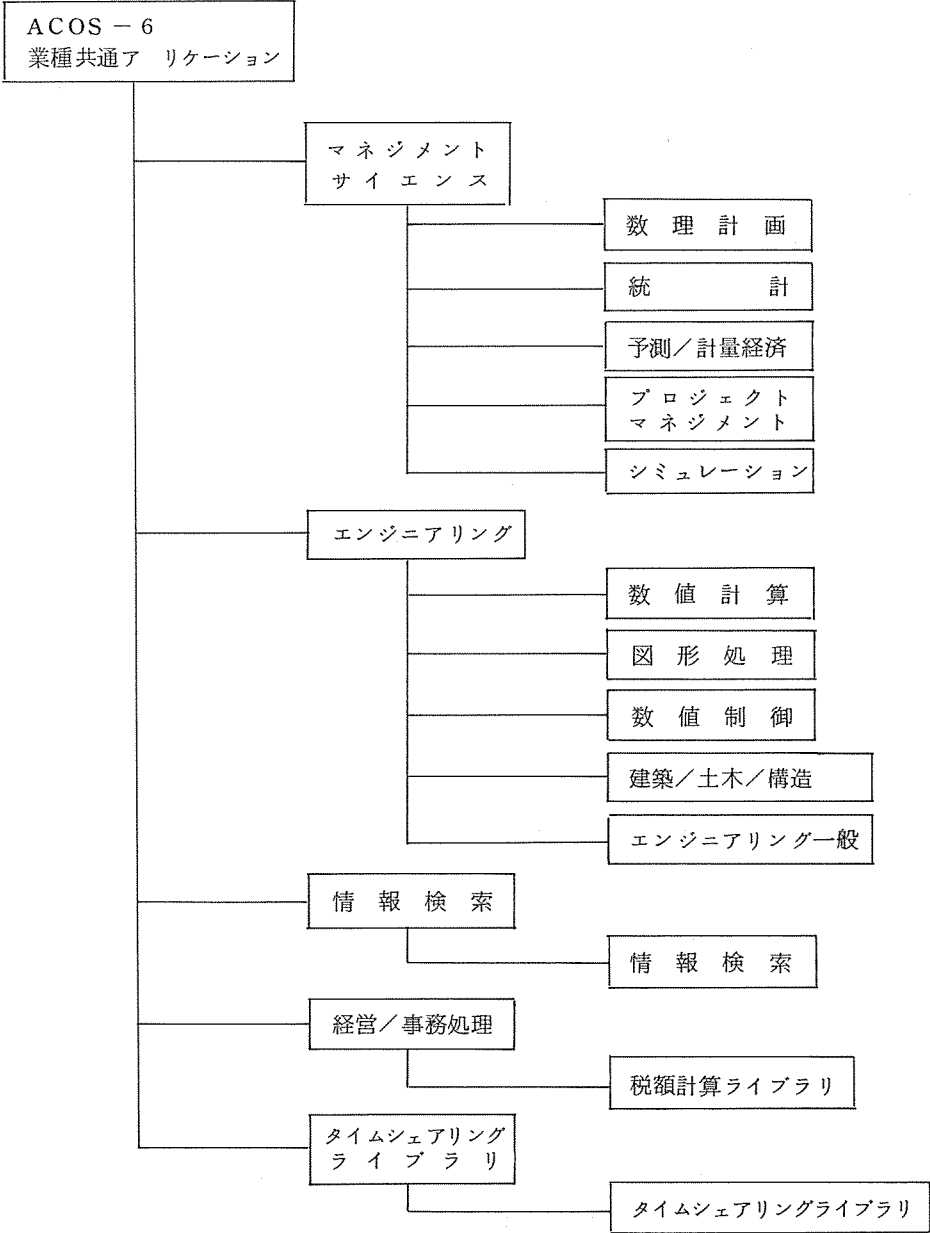 ACOS－6
業種共通ア リケーション
マネジメント
サイエンス
数理計画
統計
予測／計量経済
プロジェクト
マネジメント
シミュレーション
エンジニアリング
数値計算
図形処理
数値制御
建築／土木／構造
エンジニアリング一般
情報検索
情報検索
経営／事務処理
税額計算ライブラリ
タイムシェアリング
ライブラリ
タイムシェアリングライブラリ